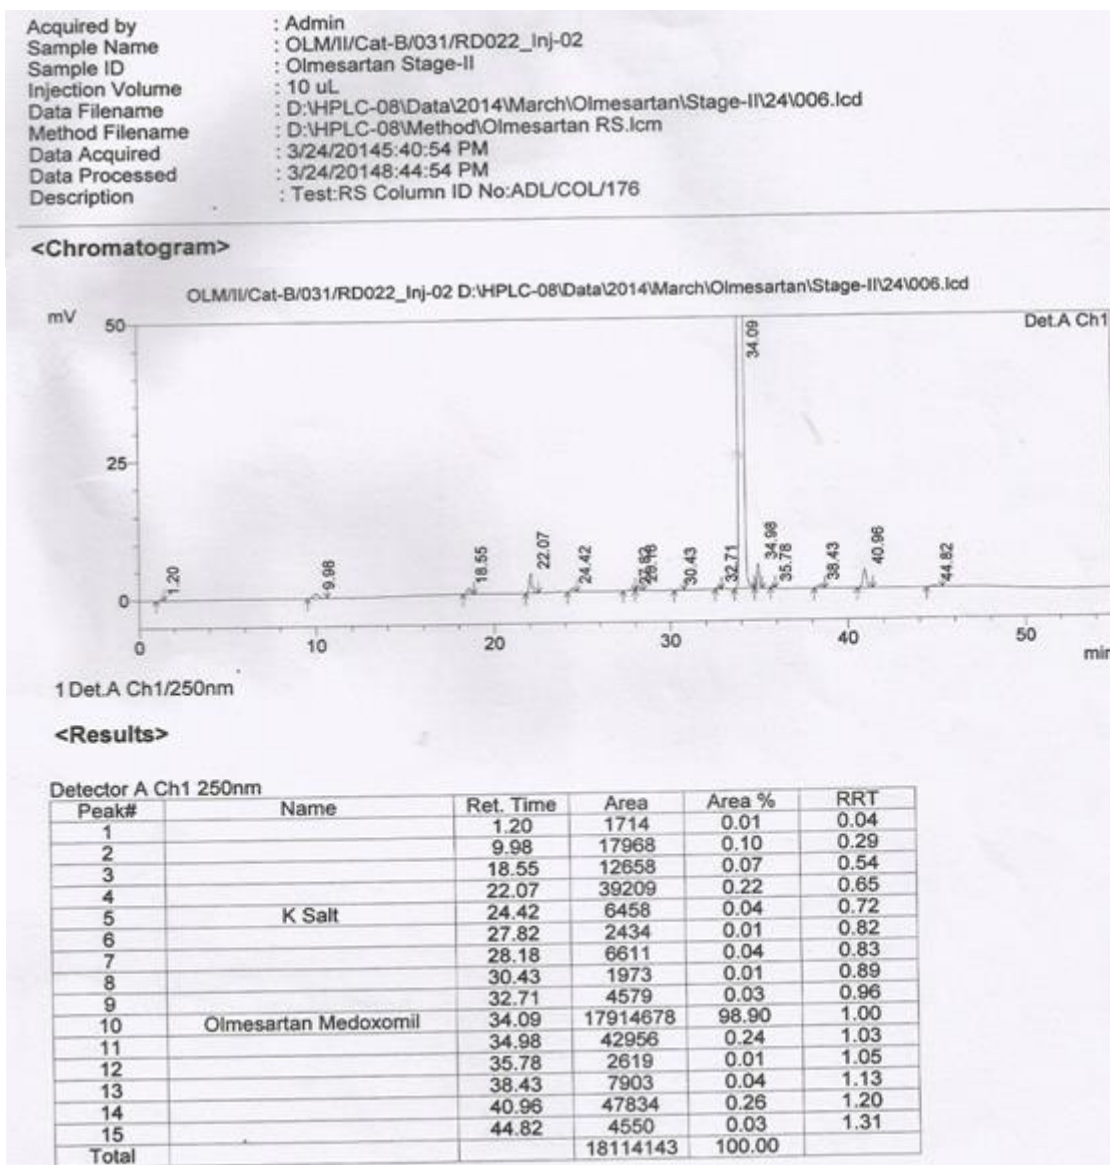 Acquired by : Admin
Sample Name : OLM/II/Cat-B/031/RD022_Inj-02
Sample ID : Olmesartan Stage-II
Injection Volume : 10 uL
Data Filename : D:\HPLC-08\Data\2014\March\Olmesartan\Stage-II\24\006.lcd
Method Filename : D:\HPLC-08\Method\Olmesartan RS.lcm
Data Acquired : 3/24/20145:40:54 PM
Data Processed : 3/24/20148:44:54 PM
Description : Test:RS Column ID No:ADL/COL/176
<Chromatogram>
OLM/II/Cat-B/031/RD022_Inj-02 D:\HPLC-08\Data\2014\March\Olmesartan\Stage-II\24\006.lcd
mV
50
Det.A Ch1
34.09
25
1.20
9.98
18.55
22.07
24.42
27.82
28.18
30.43
32.71
34.98
35.78
38.43
40.96
44.82
0
0 10 20 30 40 50
min
1 Det.A Ch1/250nm
<Results>
Detector A Ch1 250nm
Peak# Name Ret. Time Area Area % RRT
1 1.20 1714 0.01 0.04
2 9.98 17968 0.10 0.29
3 18.55 12658 0.07 0.54
4 22.07 39209 0.22 0.65
5 K Salt 24.42 6458 0.04 0.72
6 27.82 2434 0.01 0.82
7 28.18 6611 0.04 0.83
8 30.43 1973 0.01 0.89
9 32.71 4579 0.03 0.96
10 Olmesartan Medoxomil 34.09 17914678 98.90 1.00
11 34.98 42956 0.24 1.03
12 35.78 2619 0.01 1.05
13 38.43 7903 0.04 1.13
14 40.96 47834 0.26 1.20
15 44.82 4550 0.03 1.31
Total 18114143 100.00